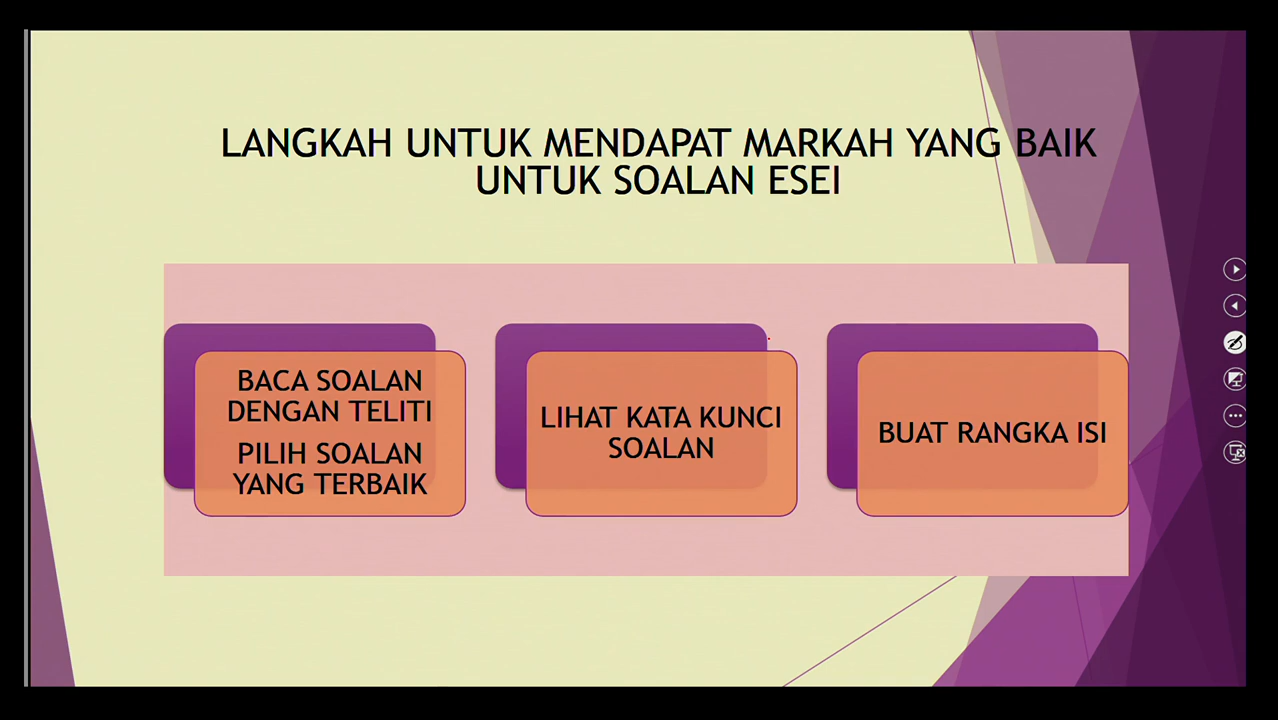 LANGKAH UNTUK MENDAPAT MARKAH YANG BAIK
UNTUK SOALAN ESEI
BACA SOALAN
DENGAN TELITI
PILIH SOALAN
YANG TERBAIK
LIHAT KATA KUNCI
SOALAN
BUAT RANGKA ISI